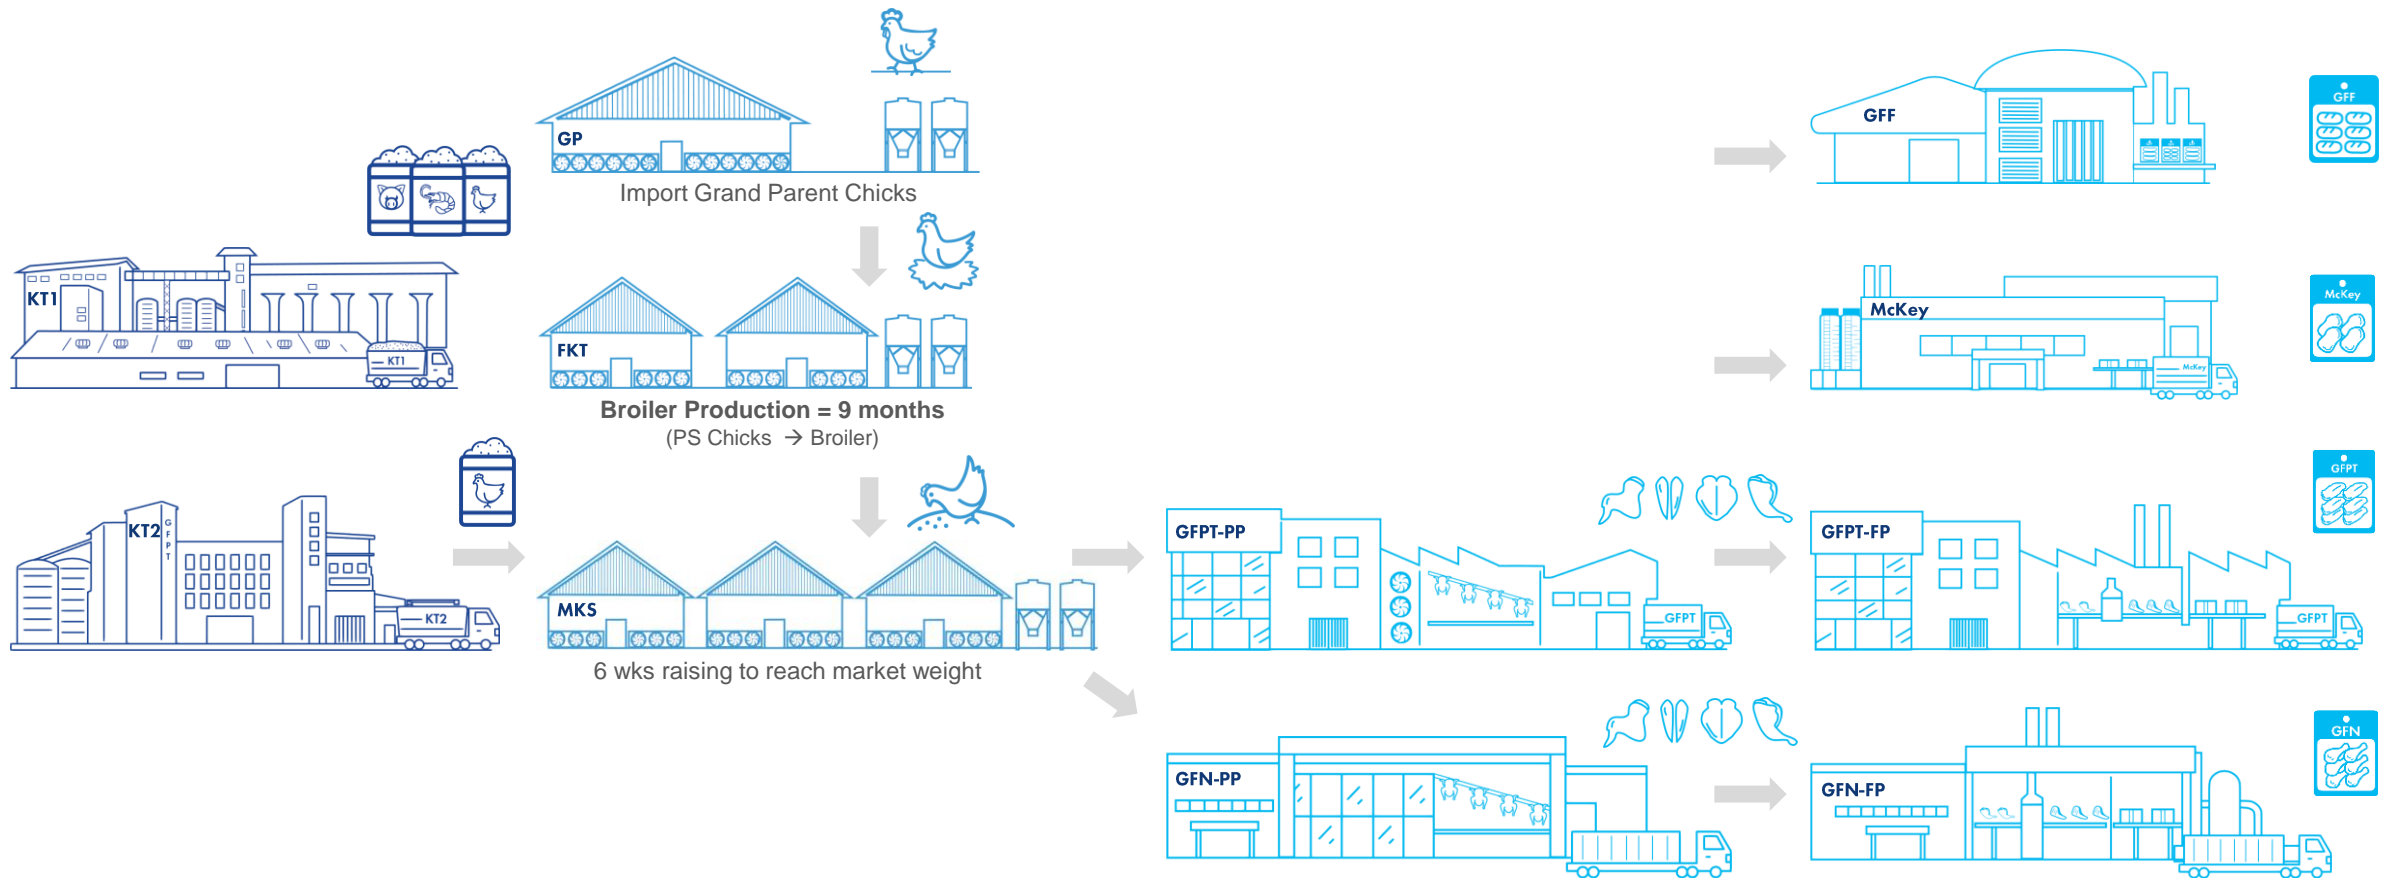 GP
Import Grand Parent Chicks
KT1
KT1
FKT
Broiler Production = 9 months
(PS Chicks → Broiler)
KT2
GFPT
KT2
MKS
6 wks raising to reach market weight
GFPT-PP
GFPT
GFN-PP
GFF
GFF
McKey
McKey
McKey
GFPT-FP
GFPT
GFPT
GFN-FP
GFN